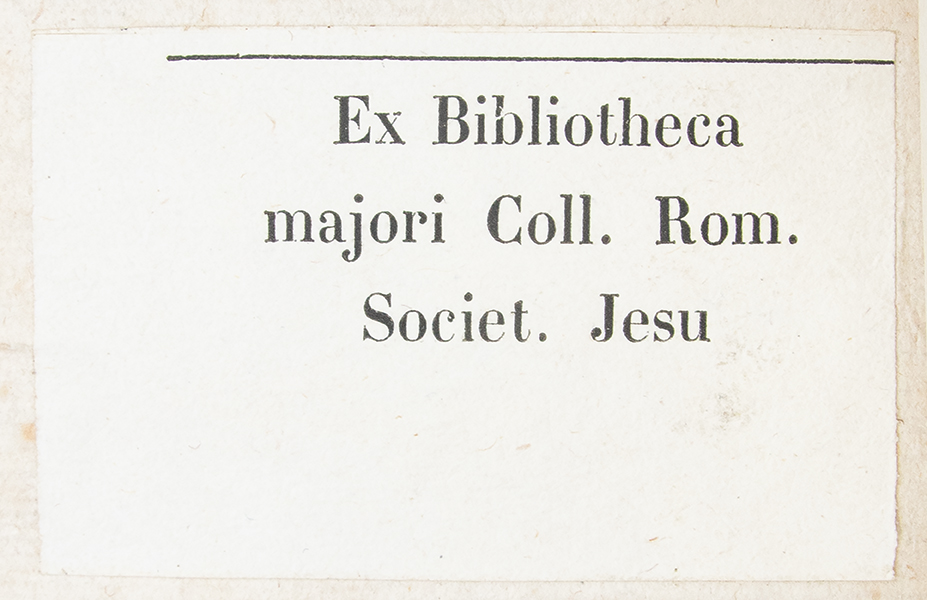 Ex Bibliotheca
majori Coll. Rom.
Societ. Jesu